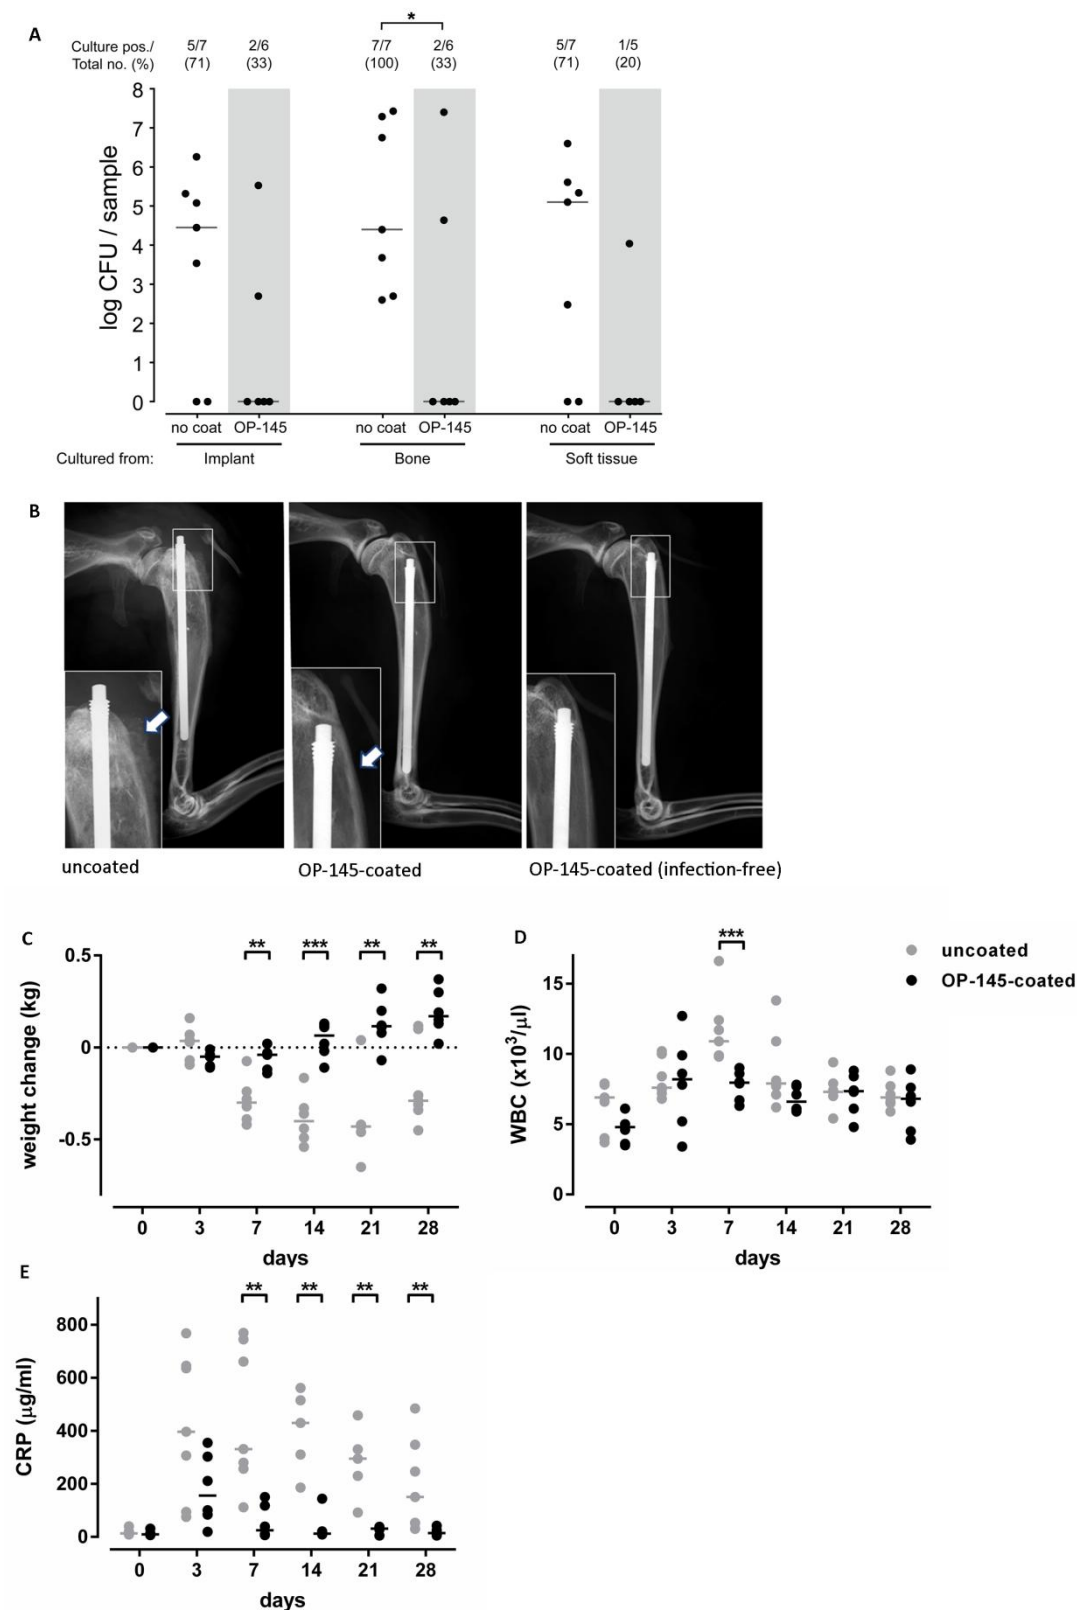 A
*
Culture pos./ 5/7 2/6 7/7 2/6 5/7 1/5
Total no. (%) (71) (33) (100) (33) (71) (20)
8
7
6
5
4
3
2
1
0
log CFU / sample
no coat OP-145 no coat OP-145 no coat OP-145
Cultured from: Implant Bone Soft tissue
B
uncoated OP-145-coated OP-145-coated (infection-free)
C
** *** ** **
0.5
0
-0.5
weight change (kg)
0 3 7 14 21 28
days
D
***
uncoated
OP-145-coated
15
10
5
0
WBC (x10³/µl)
0 3 7 14 21 28
days
E
** ** ** **
800
600
400
200
0
CRP (µg/ml)
0 3 7 14 21 28
days